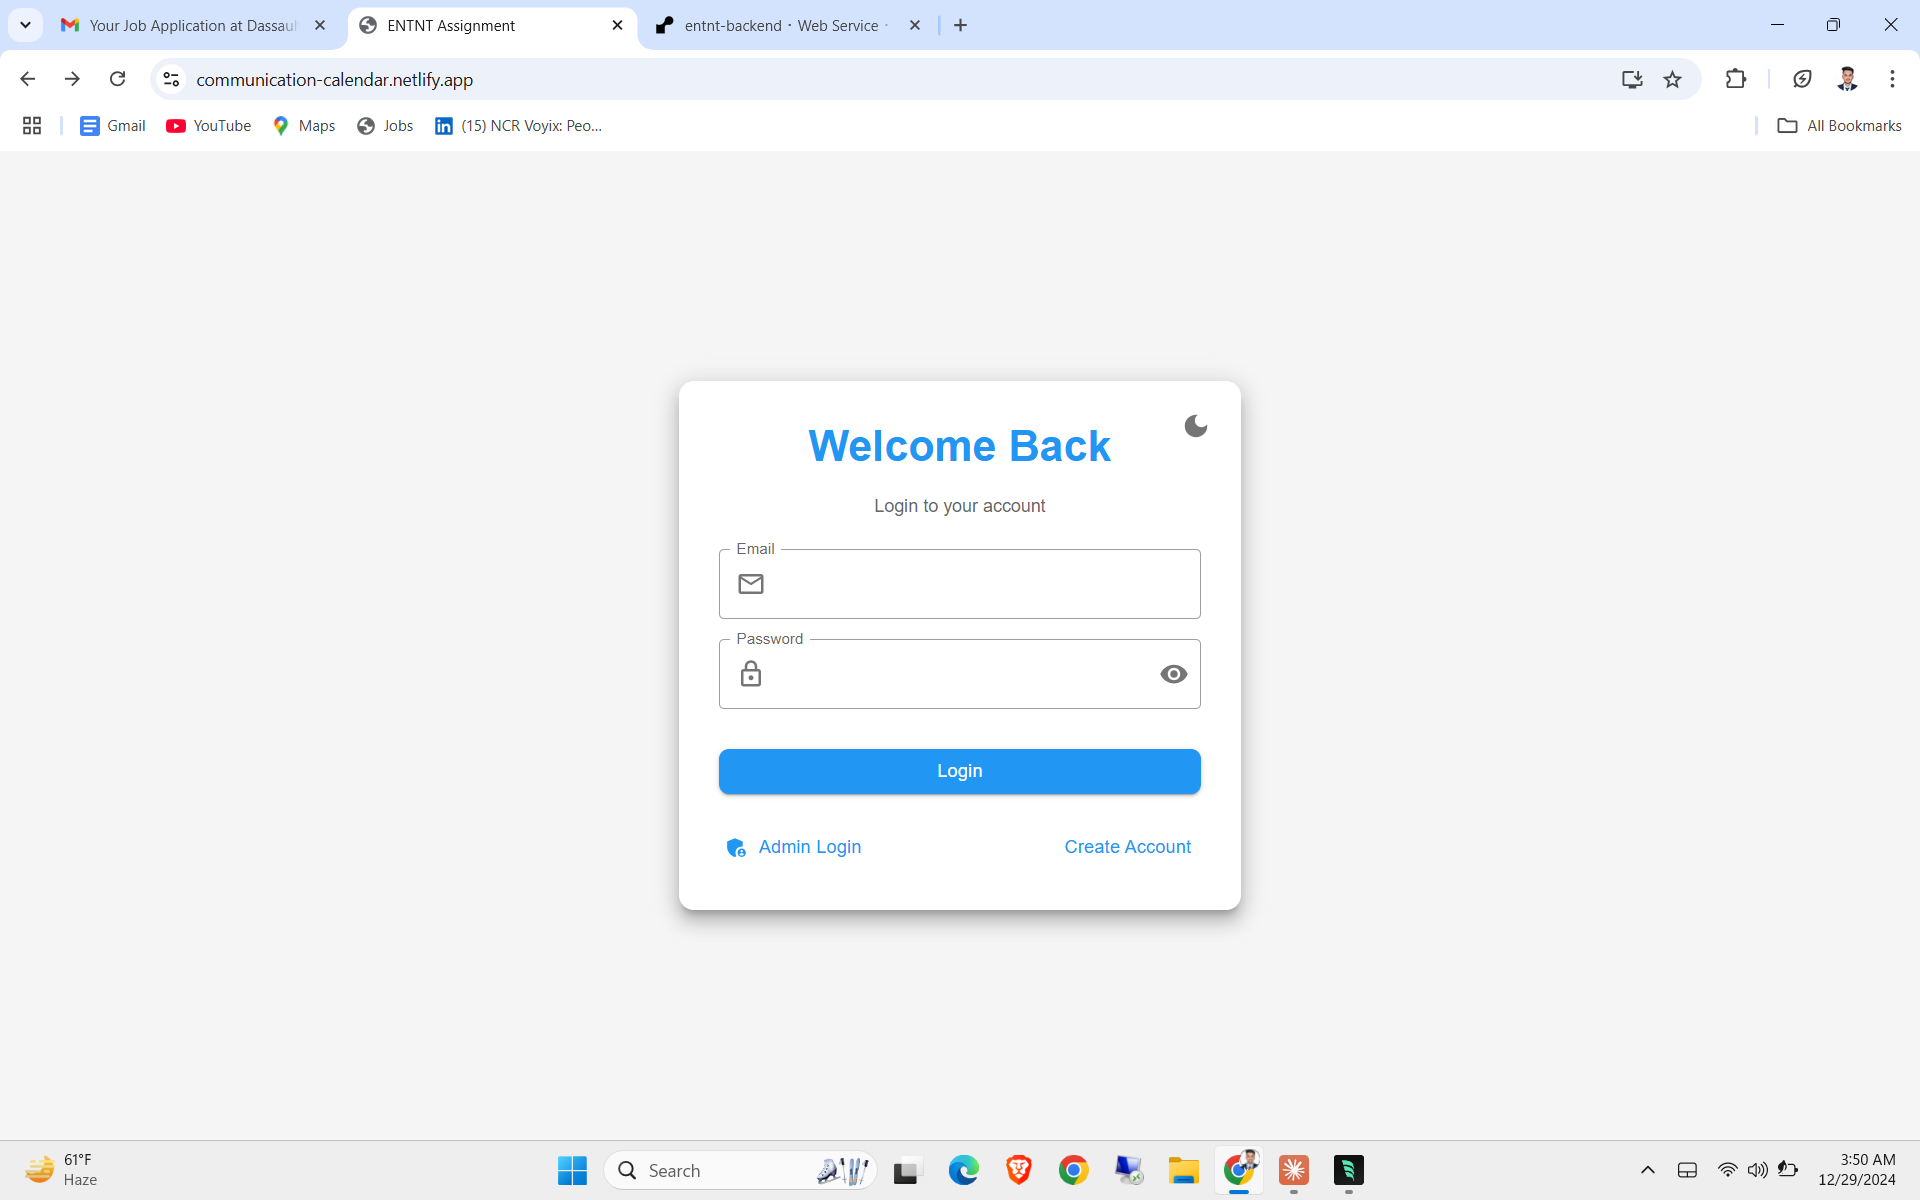 Your Job Application at Dassau
ENTNT Assignment
entnt-backend · Web Service ·
communication-calendar.netlify.app
Gmail
YouTube
Maps
Jobs
(15) NCR Voyix: Peo...
All Bookmarks
Welcome Back
Login to your account
Email
Password
Login
Admin Login
Create Account
61°F
Haze
Search
3:50 AM
12/29/2024